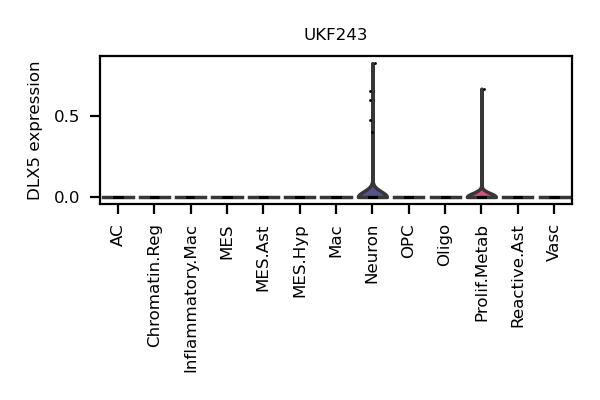 UKF243
DLX5 expression
0.5
0.0
AC
Chromatin.Reg
Inflammatory.Mac
MES
MES.Ast
MES.Hyp
Mac
Neuron
OPC
Oligo
Prolif.Metab
Reactive.Ast
Vasc